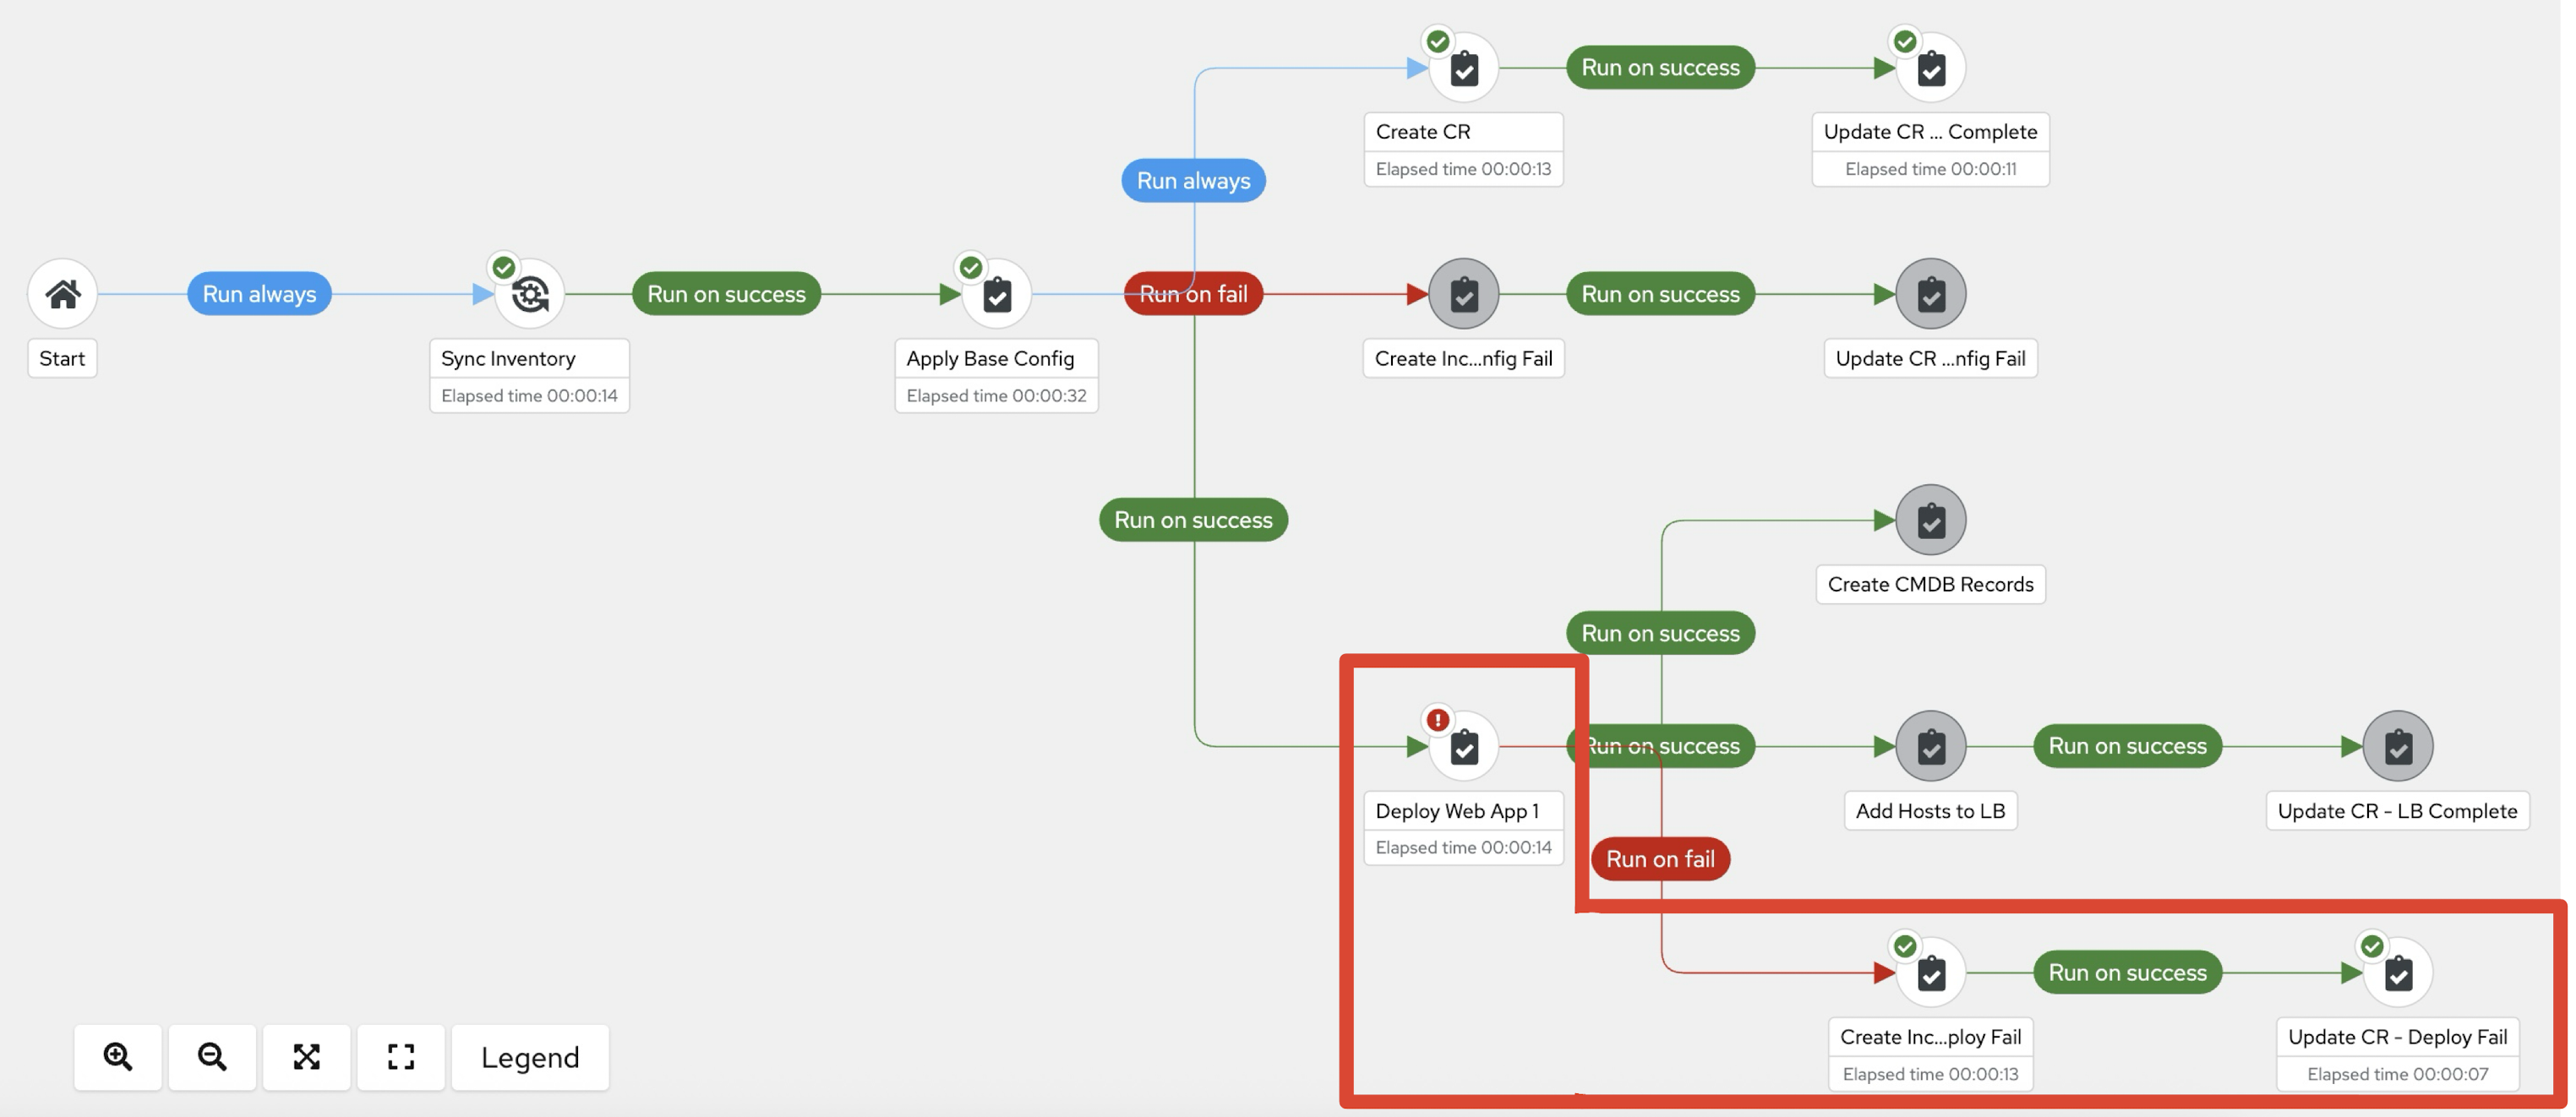 Create CR
Elapsed time 00:00:13
Run on success
Update CR ... Complete
Elapsed time 00:00:11
Run always
Start
Run always
Sync Inventory
Elapsed time 00:00:14
Run on success
Apply Base Config
Elapsed time 00:00:32
Run on fail
Create Inc...nfig Fail
Run on success
Update CR ...nfig Fail
Run on success
Create CMDB Records
Run on success
Deploy Web App 1
Elapsed time 00:00:14
Run on success
Add Hosts to LB
Run on success
Update CR - LB Complete
Run on fail
Create Inc...ploy Fail
Elapsed time 00:00:13
Run on success
Update CR - Deploy Fail
Elapsed time 00:00:07
Legend